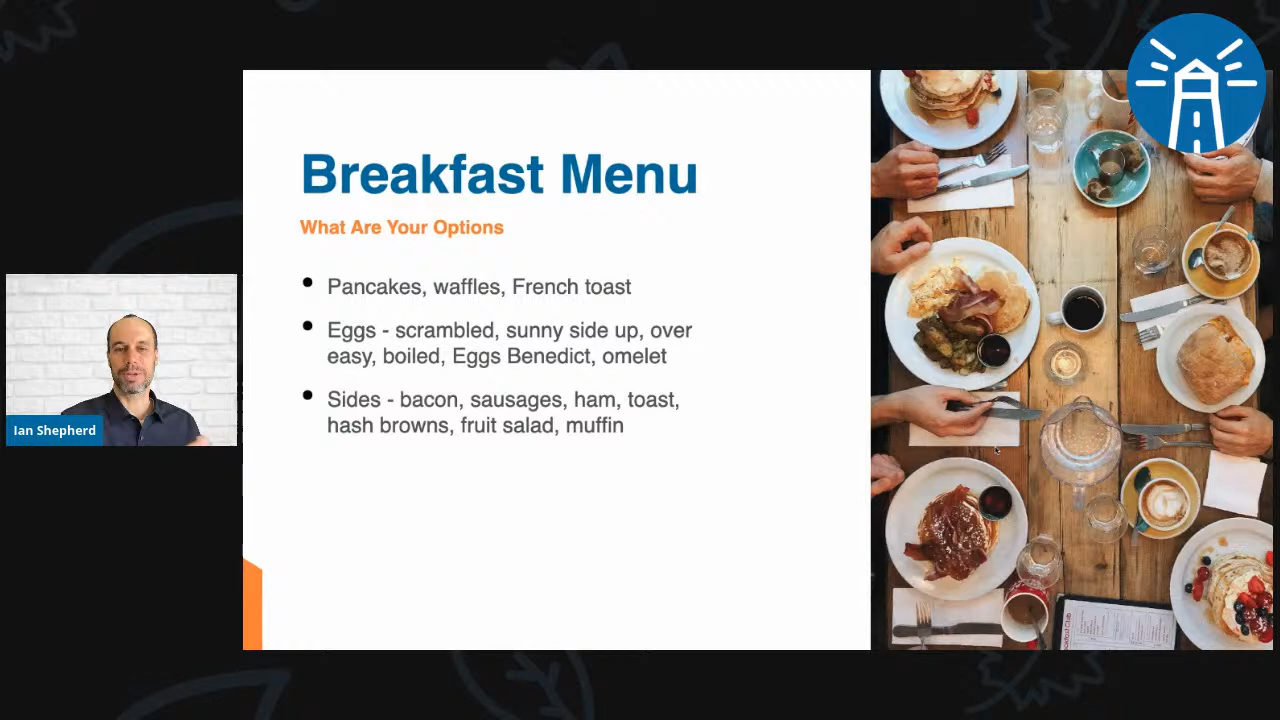 Breakfast Menu
What Are Your Options
Pancakes, waffles, French toast
Eggs - scrambled, sunny side up, over
easy, boiled, Eggs Benedict, omelet
Sides - bacon, sausages, ham, toast,
hash browns, fruit salad, muffin
Ian Shepherd